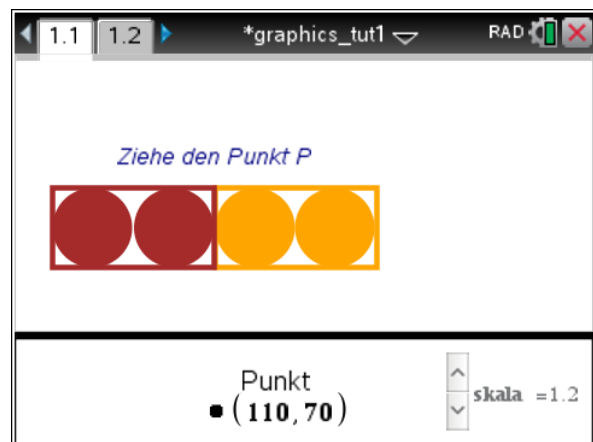 1.1 1.2 *graphics_tut1 RAD
Ziehe den Punkt P
Punkt
(110,70)
skala =1.2